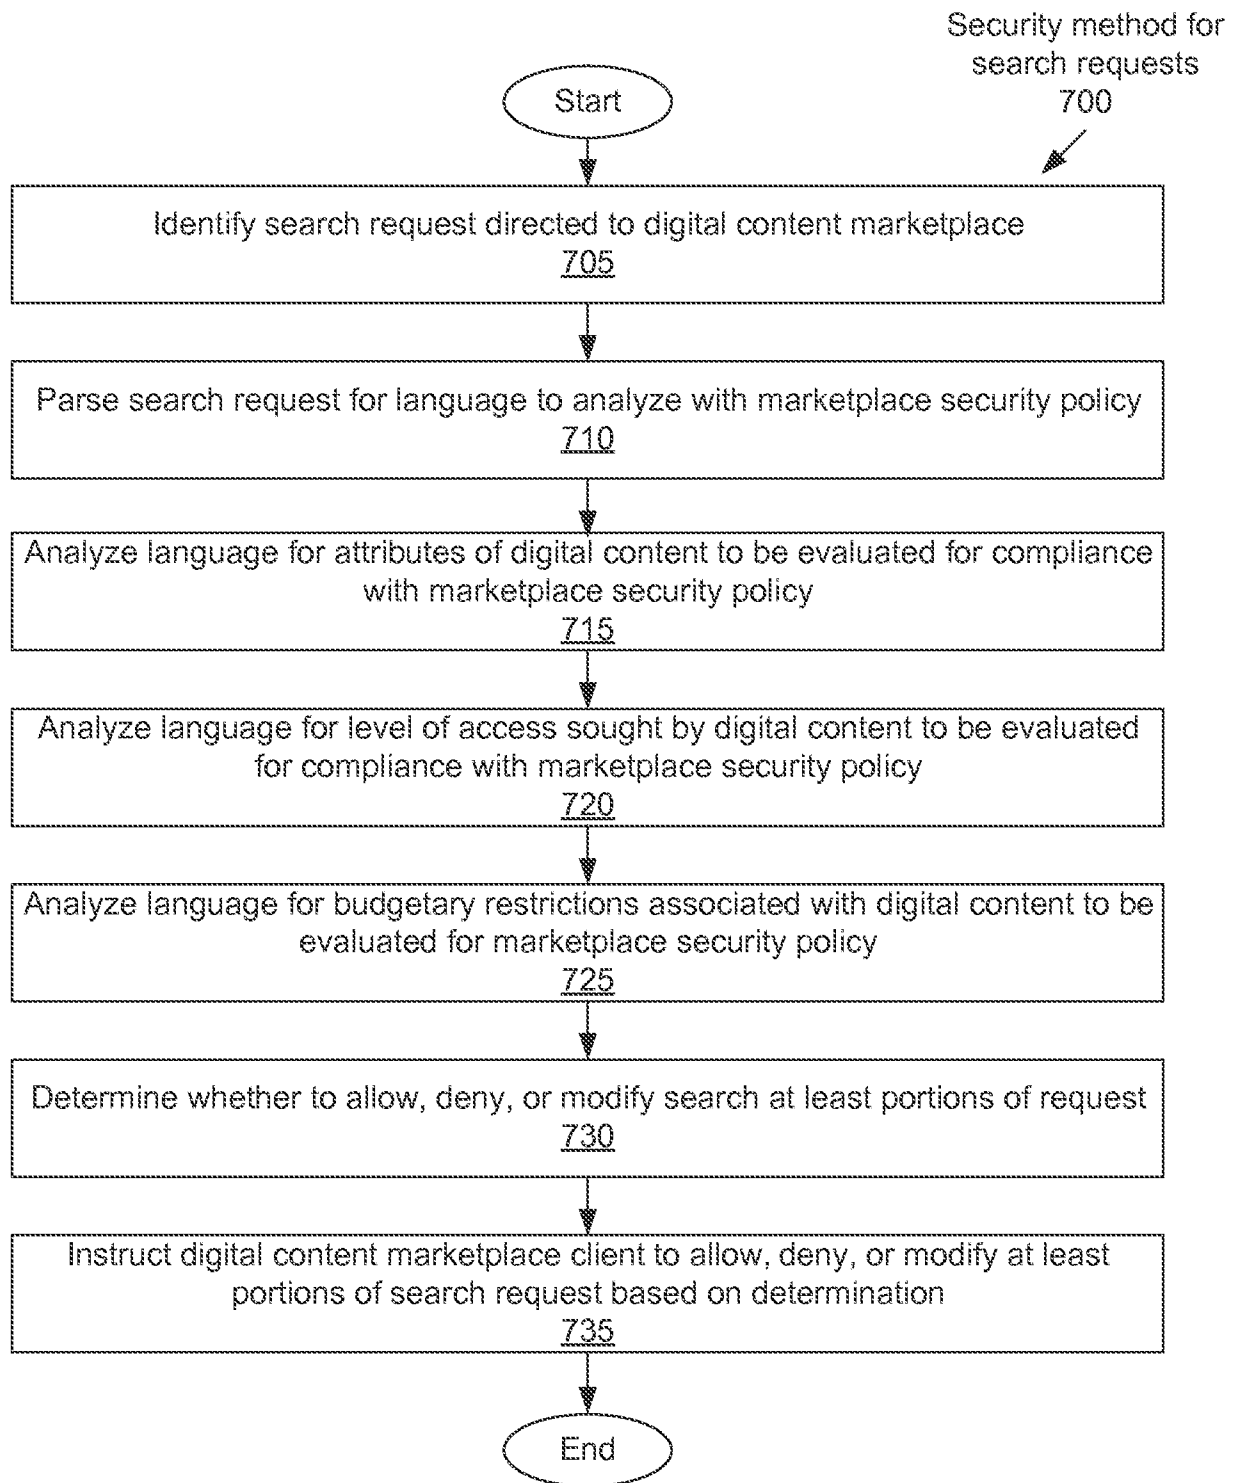 Security method for
search requests
700
Start
Identify search request directed to digital content marketplace
705
Parse search request for language to analyze with marketplace security policy
710
Analyze language for attributes of digital content to be evaluated for compliance
with marketplace security policy
715
Analyze language for level of access sought by digital content to be evaluated
for compliance with marketplace security policy
720
Analyze language for budgetary restrictions associated with digital content to be
evaluated for marketplace security policy
725
Determine whether to allow, deny, or modify search at least portions of request
730
Instruct digital content marketplace client to allow, deny, or modify at least
portions of search request based on determination
735
End